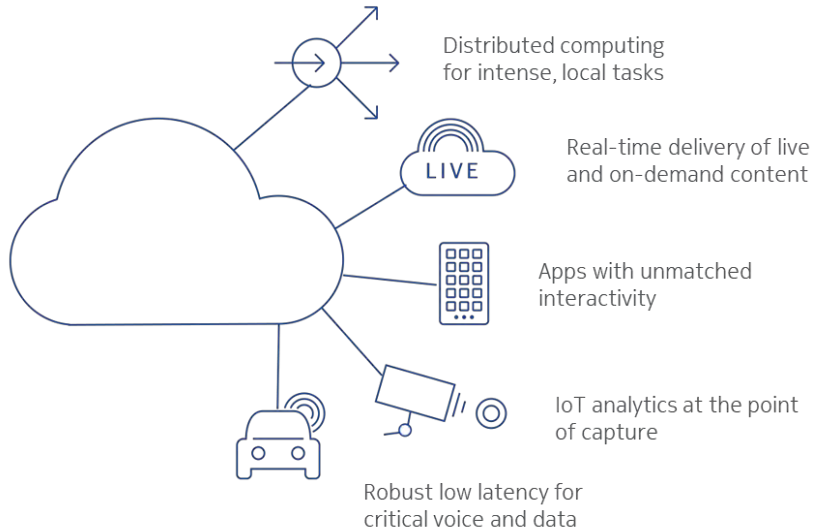 Distributed computing
for intense, local tasks
LIVE
Real-time delivery of live
and on-demand content
Apps with unmatched
interactivity
IoT analytics at the point
of capture
Robust low latency for
critical voice and data